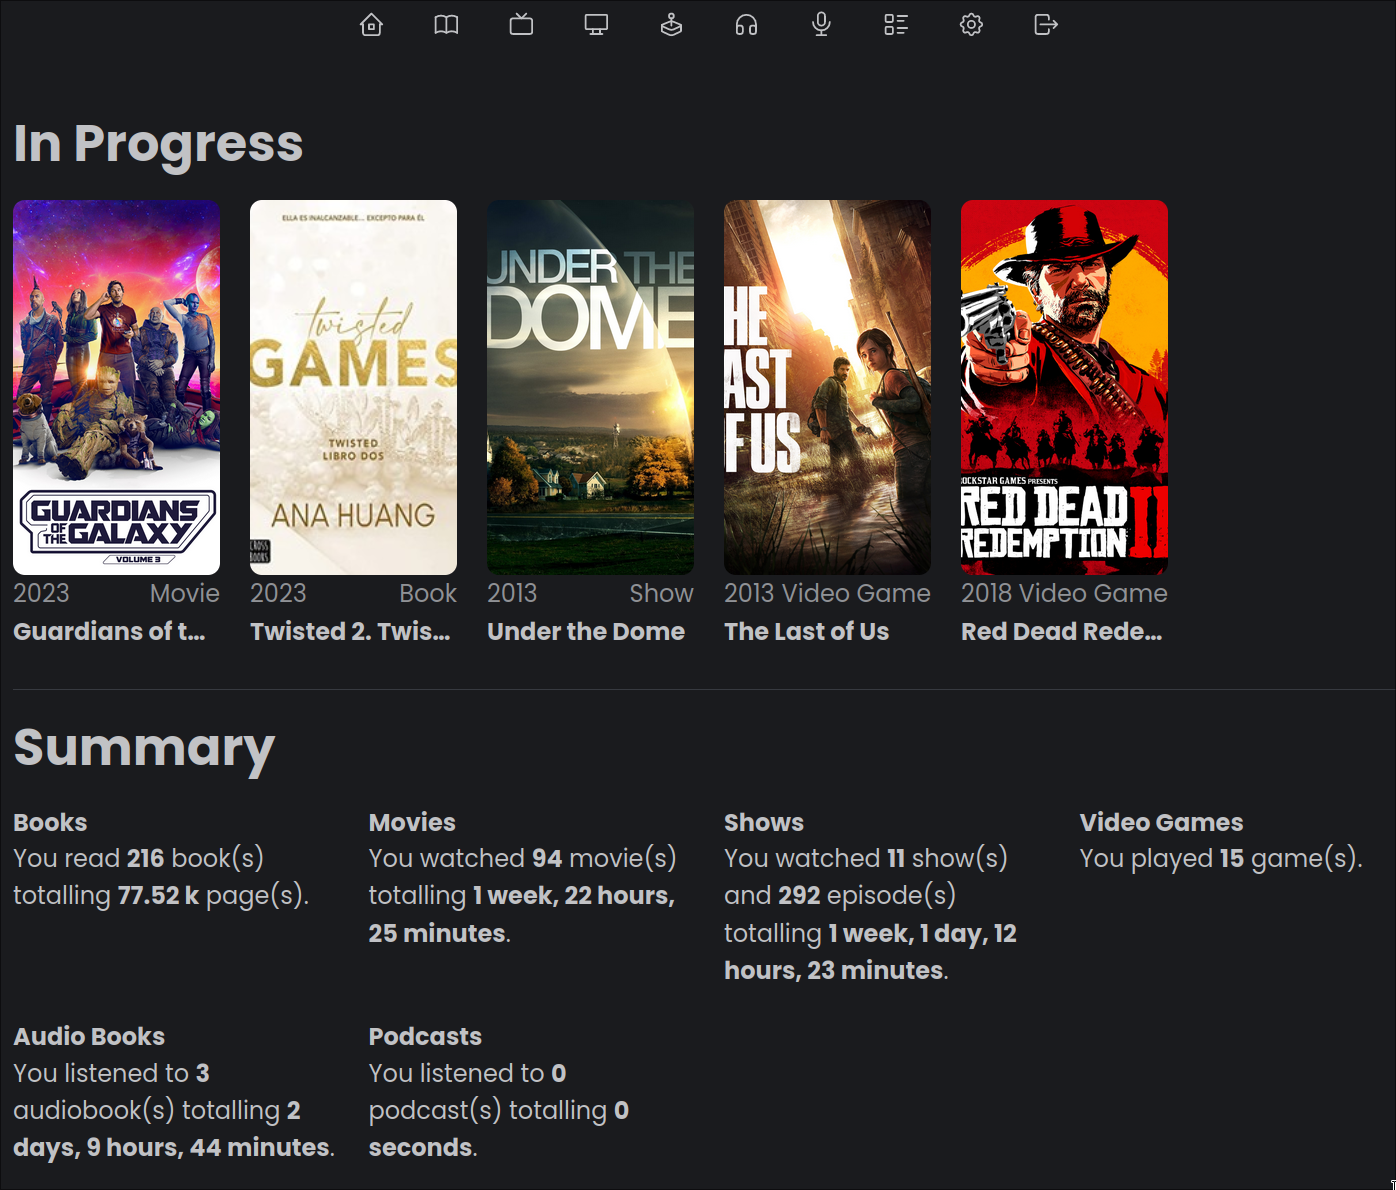 In Progress
GUARDIANS
OF THE GALAXY
VOLUME 3
2023 Movie
Guardians of t...
ELLA ES INALCANZABLE... EXCEPTO PARA ÉL
twisted
GAMES
TWISTED
LIBRO DOS
ANA HUANG
CROSS
BOOKS
2023 Book
Twisted 2. Twis...
UNDER THE
DOME
2013 Show
Under the Dome
HE
AST
F US
2013 Video Game
The Last of Us
ROCKSTAR GAMES PRESENTS
RED DEAD
REDEMPTION II
2018 Video Game
Red Dead Rede...
Summary
Books
You read 216 book(s)
totalling 77.52 k page(s).
Movies
You watched 94 movie(s)
totalling 1 week, 22 hours,
25 minutes.
Shows
You watched 11 show(s)
and 292 episode(s)
totalling 1 week, 1 day, 12
hours, 23 minutes.
Video Games
You played 15 game(s).
Audio Books
You listened to 3
audiobook(s) totalling 2
days, 9 hours, 44 minutes.
Podcasts
You listened to 0
podcast(s) totalling 0
seconds.